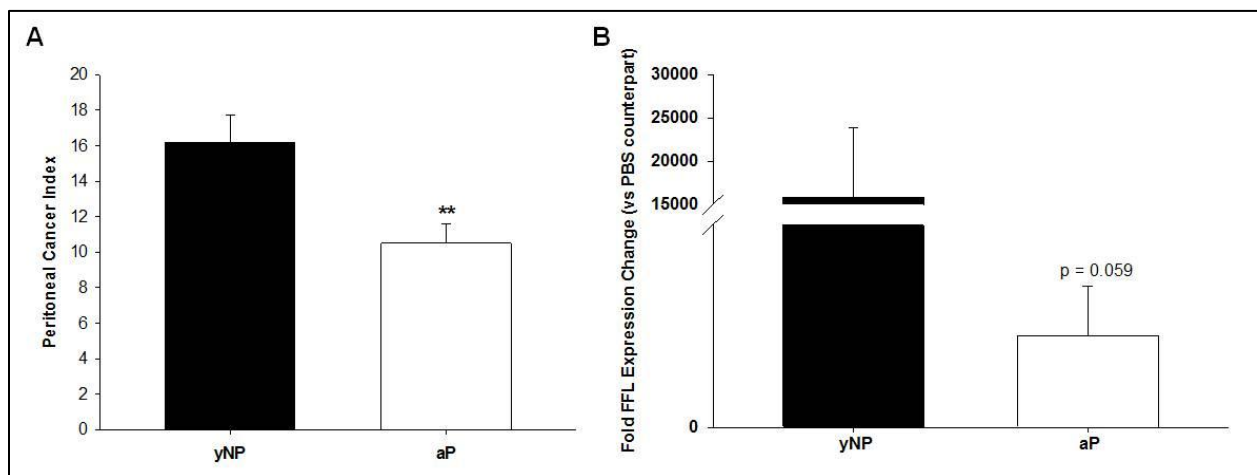 A
Peritoneal Cancer Index
20
18
16
14
12
10
8
6
4
2
0
**
yNP
aP
B
Fold FFL Expression Change (vs PBS counterpart)
30000
25000
20000
15000
0
p = 0.059
yNP
aP